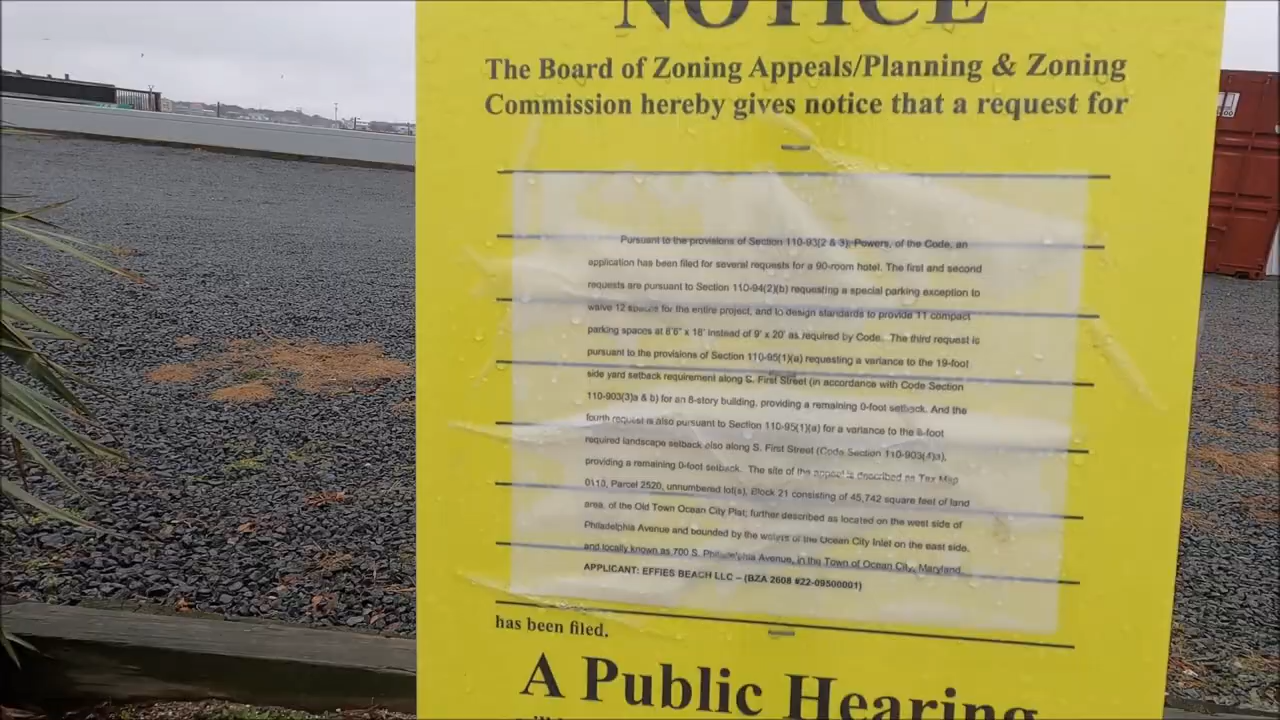 NOTICE
The Board of Zoning Appeals/Planning & Zoning
Commission hereby gives notice that a request for
Pursuant to the provisions of Section 110-93(2 & 3), Powers, of the Code, an
application has been filed for several requests for a 90-room hotel. The first and second
requests are pursuant to Section 110-94(2)(b) requesting a special parking exception to
waive 12 spaces for the entire project, and to design standards to provide 11 compact
parking spaces at 8'6" x 18' instead of 9' x 20' as required by Code. The third request is
pursuant to the provisions of Section 110-95(1)(a) requesting a variance to the 19-foot
side yard setback requirement along S. First Street (in accordance with Code Section
110-903(3)a & b) for an 8-story building, providing a remaining 0-foot setback. And the
fourth request is also pursuant to Section 110-95(1)(a) for a variance to the 8-foot
required landscape setback also along S. First Street (Code Section 110-903(4)a),
providing a remaining 0-foot setback. The site of the appeal is described as Tax Map
0110, Parcel 2520, unnumbered lot(s), Block 21 consisting of 45,742 square feet of land
area, of the Old Town Ocean City Plat; further described as located on the west side of
Philadelphia Avenue and bounded by the waters of the Ocean City Inlet on the east side,
and locally known as 700 S. Philadelphia Avenue, in the Town of Ocean City, Maryland.
APPLICANT: EFFIES BEACH LLC – (BZA 2608 #22-09500001)
has been filed.
A Public Hearing